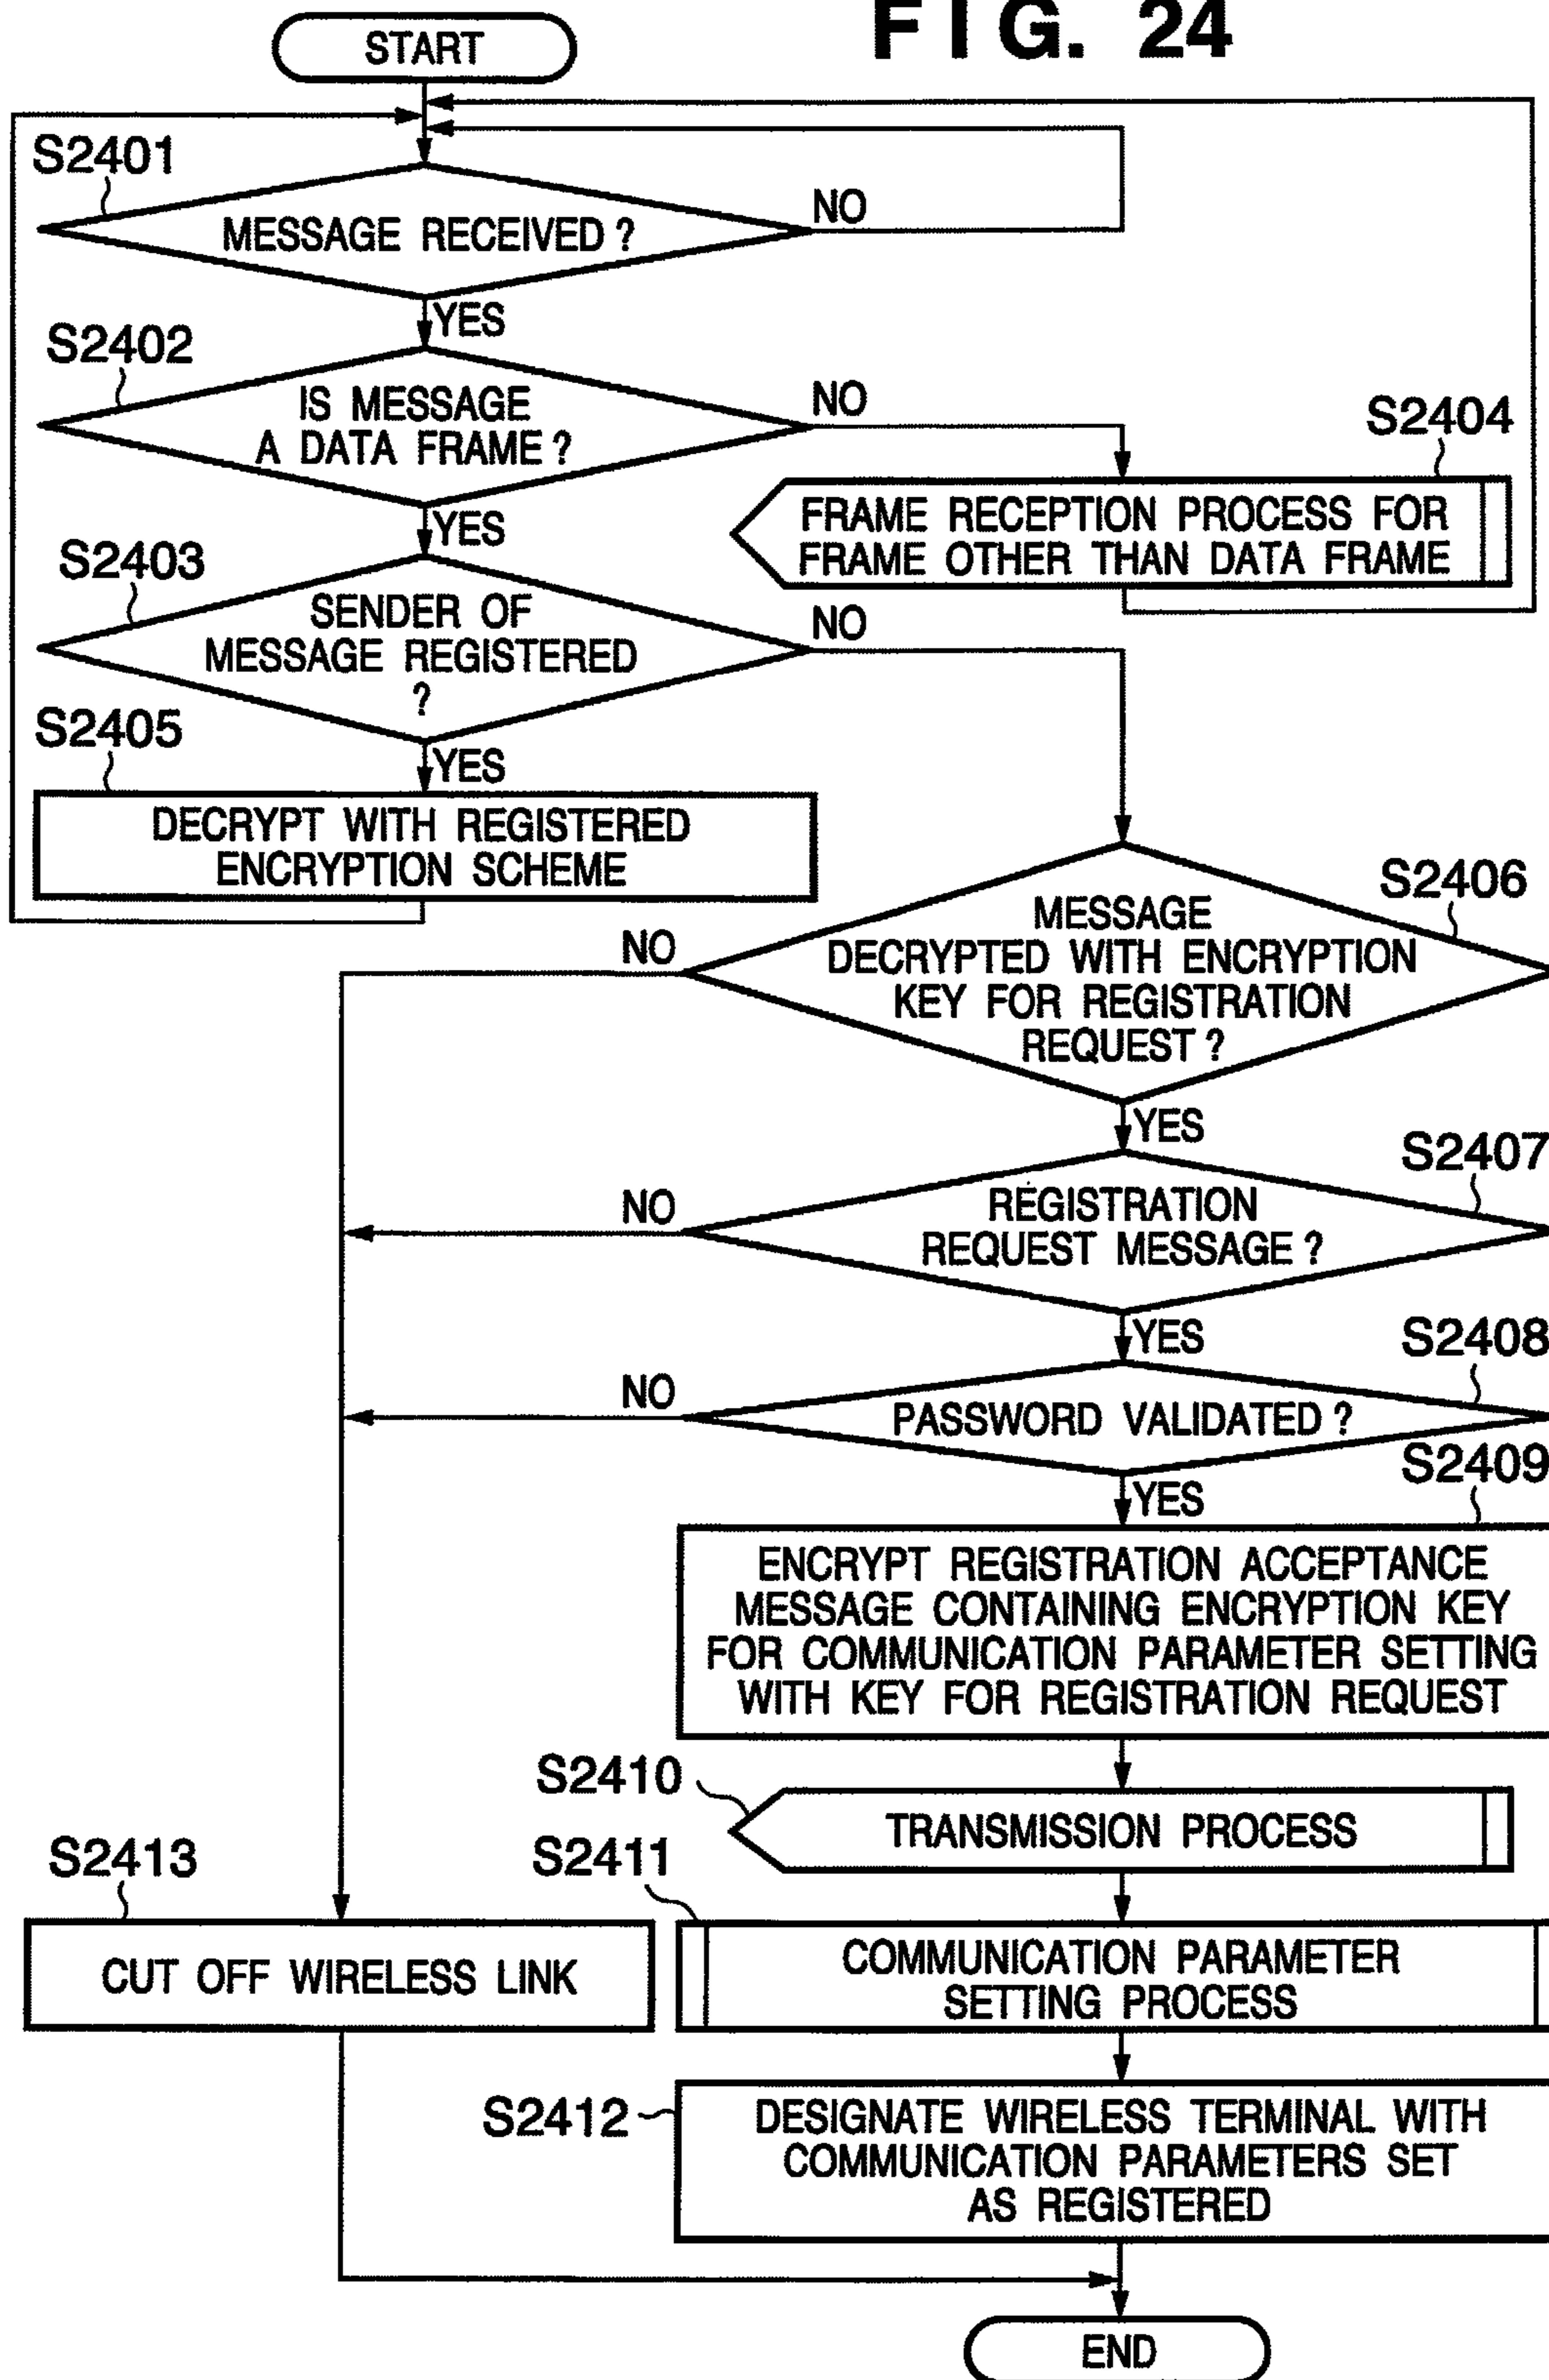 FIG. 24
START
S2401
MESSAGE RECEIVED ?
NO
YES
S2402
IS MESSAGE
A DATA FRAME ?
NO
YES
S2404
FRAME RECEPTION PROCESS FOR
FRAME OTHER THAN DATA FRAME
S2403
SENDER OF
MESSAGE REGISTERED
?
NO
YES
S2405
DECRYPT WITH REGISTERED
ENCRYPTION SCHEME
S2406
MESSAGE
DECRYPTED WITH ENCRYPTION
KEY FOR REGISTRATION
REQUEST ?
NO
YES
S2407
REGISTRATION
REQUEST MESSAGE ?
NO
YES
S2408
PASSWORD VALIDATED ?
NO
YES
S2409
ENCRYPT REGISTRATION ACCEPTANCE
MESSAGE CONTAINING ENCRYPTION KEY
FOR COMMUNICATION PARAMETER SETTING
WITH KEY FOR REGISTRATION REQUEST
S2410
TRANSMISSION PROCESS
S2411
COMMUNICATION PARAMETER
SETTING PROCESS
S2413
CUT OFF WIRELESS LINK
S2412
DESIGNATE WIRELESS TERMINAL WITH
COMMUNICATION PARAMETERS SET
AS REGISTERED
END